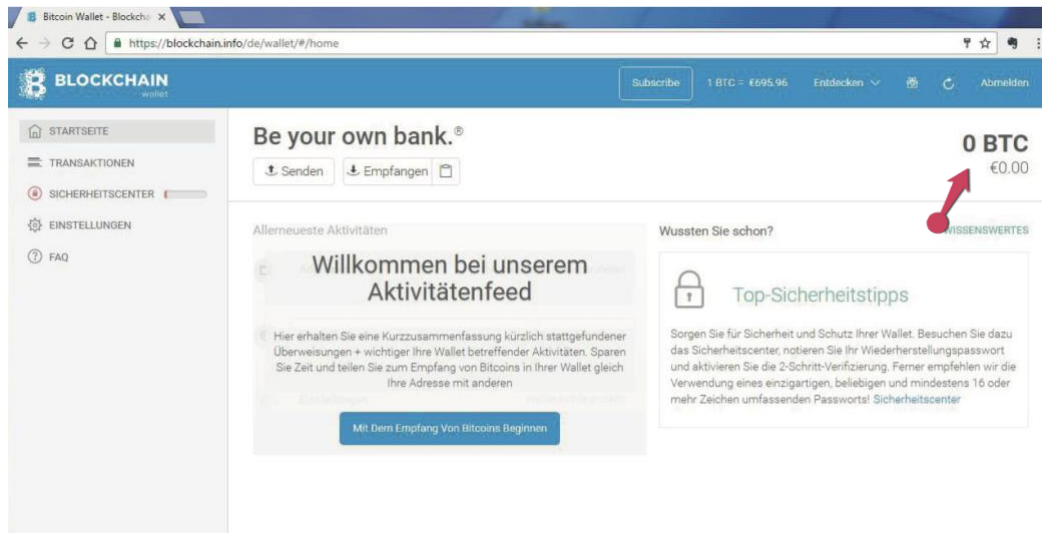 Bitcoin Wallet - Blockcha
https://blockchain.info/de/wallet/#/home
BLOCKCHAIN
wallet
Subscribe
1 BTC = €695.96
Entdecken
Abmelden
STARTSEITE
TRANSAKTIONEN
SICHERHEITSCENTER
EINSTELLUNGEN
FAQ
Be your own bank.®
Senden
Empfangen
0 BTC
€0.00
Allerneueste Aktivitäten
Willkommen bei unserem
Aktivitätenfeed
Hier erhalten Sie eine Kurzzusammenfassung kürzlich stattgefundener
Überweisungen + wichtiger Ihre Wallet betreffender Aktivitäten. Sparen
Sie Zeit und teilen Sie zum Empfang von Bitcoins in Ihrer Wallet gleich
Ihre Adresse mit anderen
Mit Dem Empfang Von Bitcoins Beginnen
Wussten Sie schon?
WISSENSWERTES
Top-Sicherheitstipps
Sorgen Sie für Sicherheit und Schutz Ihrer Wallet. Besuchen Sie dazu
das Sicherheitscenter, notieren Sie Ihr Wiederherstellungspasswort
und aktivieren Sie die 2-Schritt-Verifizierung. Ferner empfehlen wir die
Verwendung eines einzigartigen, beliebigen und mindestens 16 oder
mehr Zeichen umfassenden Passworts! Sicherheitscenter